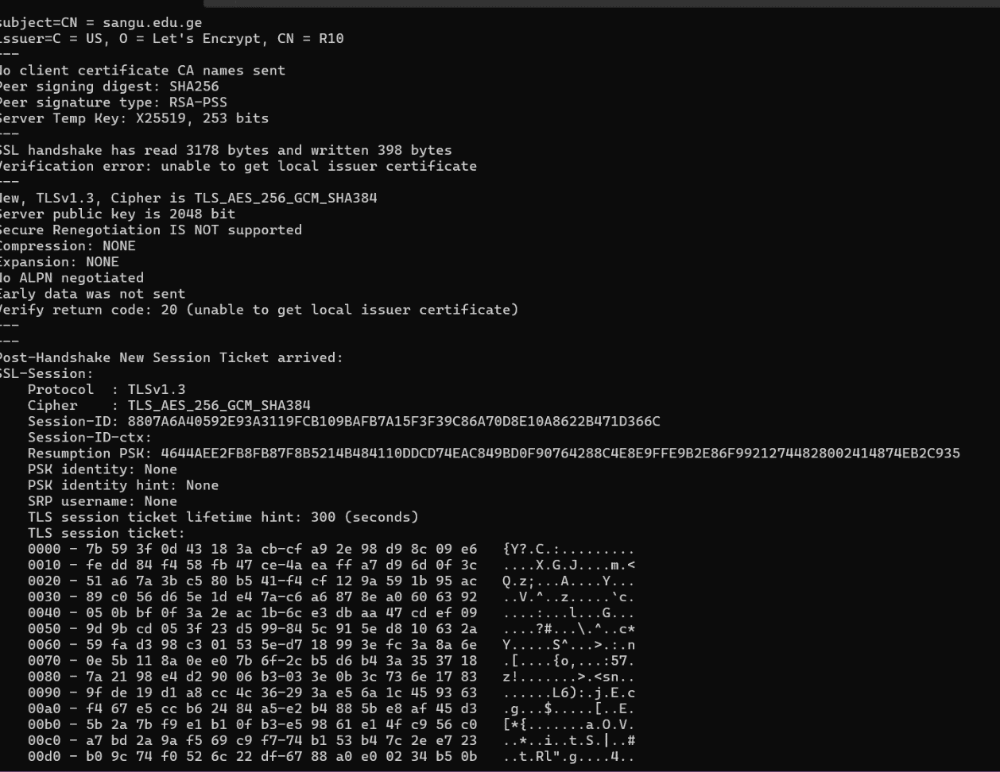 subject=CN = sangu.edu.ge
issuer=C = US, O = Let's Encrypt, CN = R10
---
No client certificate CA names sent
Peer signing digest: SHA256
Peer signature type: RSA-PSS
Server Temp Key: X25519, 253 bits
---
SSL handshake has read 3178 bytes and written 398 bytes
Verification error: unable to get local issuer certificate
---
New, TLSv1.3, Cipher is TLS_AES_256_GCM_SHA384
Server public key is 2048 bit
Secure Renegotiation IS NOT supported
Compression: NONE
Expansion: NONE
No ALPN negotiated
Early data was not sent
Verify return code: 20 (unable to get local issuer certificate)
---
---
Post-Handshake New Session Ticket arrived:
SSL-Session:
    Protocol  : TLSv1.3
    Cipher    : TLS_AES_256_GCM_SHA384
    Session-ID: 8807A6A40592E93A3119FCB109BAFB7A15F3F39C86A70D8E10A8622B471D366C
    Session-ID-ctx:
    Resumption PSK: 4644AEE2FB8FB87F8B5214B484110DDCD74EAC849BD0F90764288C4E8E9FFE9B2E86F99212744828002414874EB2C935
    PSK identity: None
    PSK identity hint: None
    SRP username: None
    TLS session ticket lifetime hint: 300 (seconds)
    TLS session ticket:
    0000 - 7b 59 3f 0d 43 18 3a cb-cf a9 2e 98 d9 8c 09 e6   {Y?.C.:.........
    0010 - fe dd 84 f4 58 fb 47 ce-4a ea ff a7 d9 6d 0f 3c   ....X.G.J....m.<
    0020 - 51 a6 7a 3b c5 80 b5 41-f4 cf 12 9a 59 1b 95 ac   Q.z;...A....Y...
    0030 - 89 c0 56 d6 5e 1d e4 7a-c6 a6 87 8e a0 60 63 92   ..V.^..z.....`c.
    0040 - 05 0b bf 0f 3a 2e ac 1b-6c e3 db aa 47 cd ef 09   ....:...l...G...
    0050 - 9d 9b cd 05 3f 23 d5 99-84 5c 91 5e d8 10 63 2a   ....?#...\.^..c*
    0060 - 59 fa d3 98 c3 01 53 5e-d7 18 99 3e fc 3a 8a 6e   Y.....S^...>.:.n
    0070 - 0e 5b 11 8a 0e e0 7b 6f-2c b5 d6 b4 3a 35 37 18   .[....{o,...:57.
    0080 - 7a 21 98 e4 d2 90 06 b3-03 3e 0b 3c 73 6e 17 83   z!.......>.<sn..
    0090 - 9f de 19 d1 a8 cc 4c 36-29 3a e5 6a 1c 45 93 63   ......L6):.j.E.c
    00a0 - f4 67 e5 cc b6 24 84 a5-e2 b4 88 5b e8 af 45 d3   .g...$.....[..E.
    00b0 - 5b 2a 7b f9 e1 b1 0f b3-e5 98 61 e1 4f c9 56 c0   [*{.......a.O.V.
    00c0 - a7 bd 2a 9a f5 69 c9 f7-74 b1 53 b4 7c 2e e7 23   ..*..i..t.S.|..#
    00d0 - b0 9c 74 f0 52 6c 22 df-67 88 a0 e0 02 34 b5 0b   ..t.Rl".g....4..